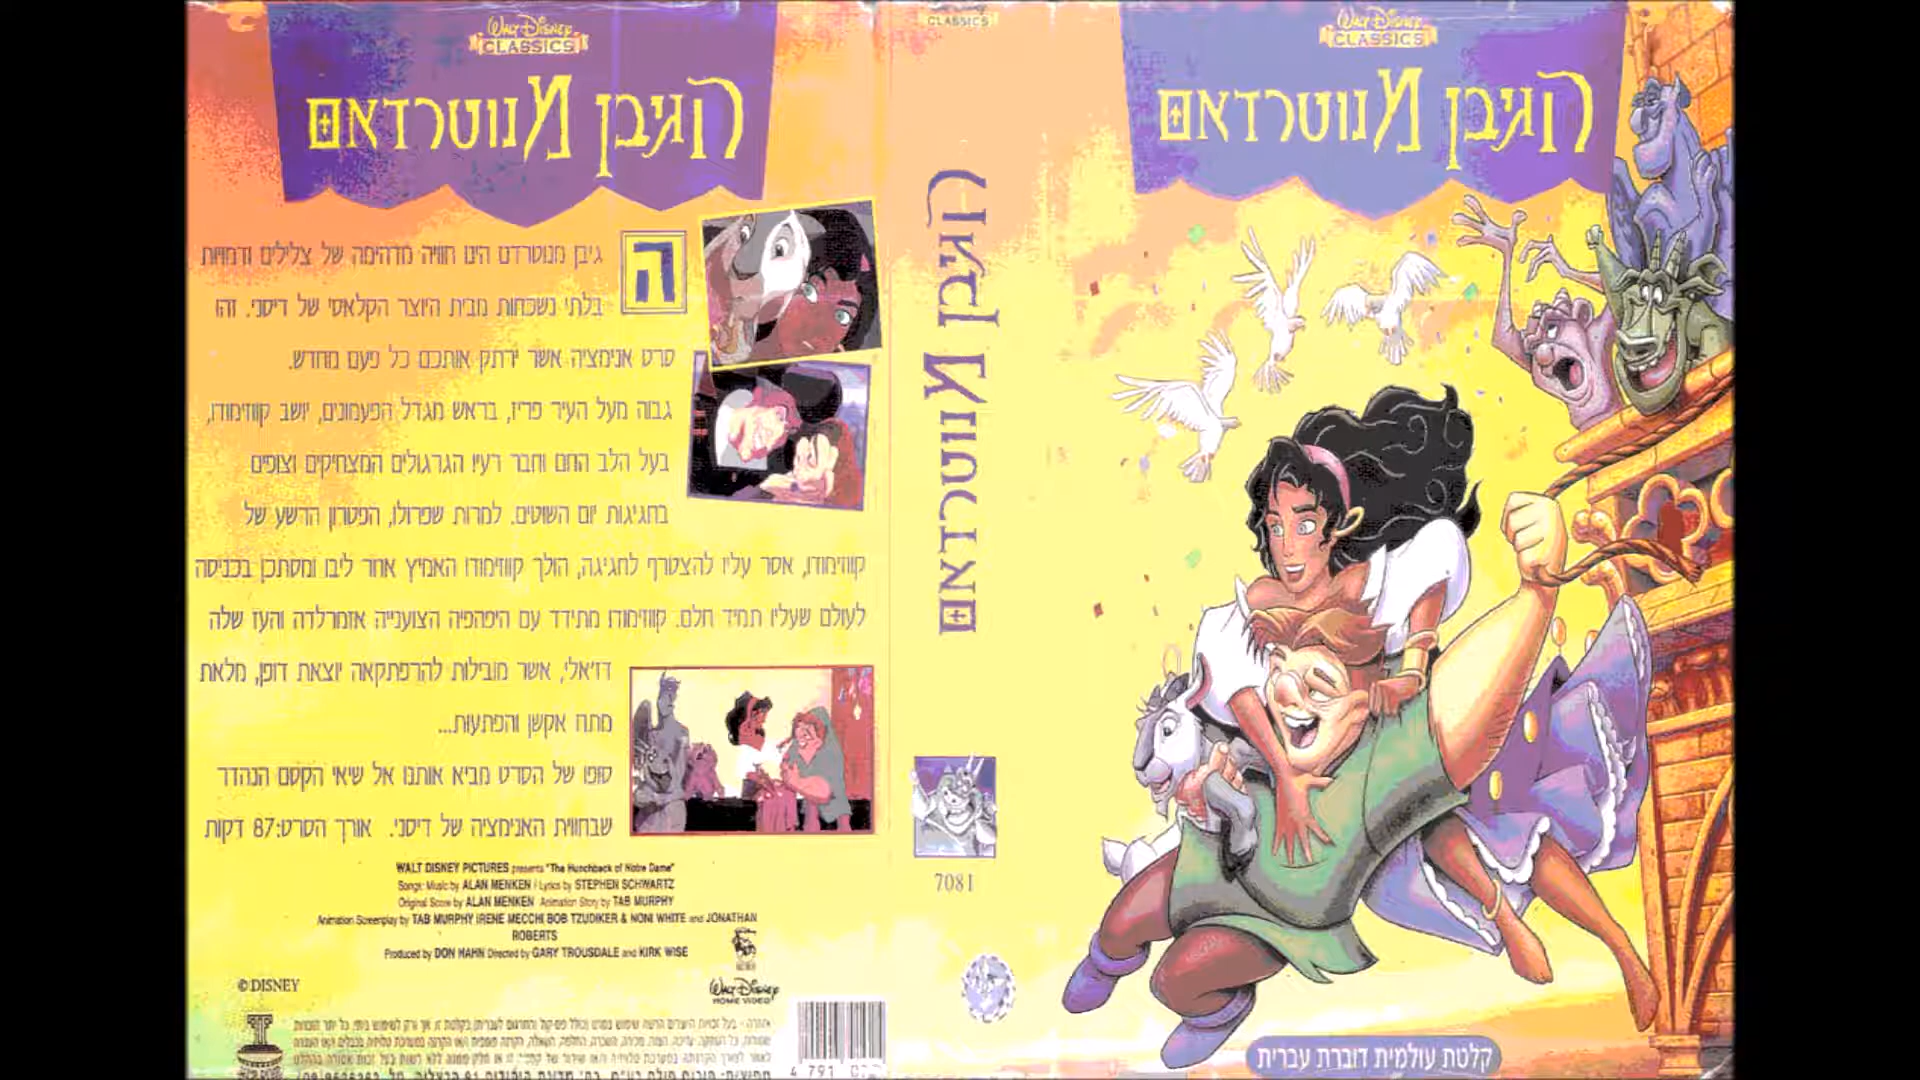 WALT DISNEY
CLASSICS
הגיבן מנוטרדאם
ה
גיבן מנוטרדם הינו חוויה מדהימה של צלילים ודמויות
בלתי נשכחות מבית היוצר הקלאסי של דיסני. זהו
סרט אנימציה אשר ירתק אותכם כל פעם מחדש.
גבוה מעל העיר פריז, בראש מגדל הפעמונים, יושב קווזימודו,
בעל הלב החם וחבר רעיו הגרגולים המצחיקים וצופים
בחגיגות יום השוטים. למרות שפרולו, הפטרון הרשע של
קווזימודו, אסר עליו להצטרף לחגיגה, הולך קווזימודו האמיץ אחר ליבו ומסתכן בכניסה
לעולם שעליו תמיד חלם. קווזימודו מתידד עם היפהפיה הצוענייה אזמרלדה והעז שלה
דז'אלי, אשר מובילות להרפתקאה יוצאת דופן, מלאת
מתח אקשן והפתעות...
סופו של הסרט מביא אותנו אל שיאי הקסם הנהדר
שבחווית האנימציה של דיסני. אורך הסרט:87 דקות
WALT DISNEY PICTURES presents "The Hunchback of Notre Dame"
Songs: Music by ALAN MENKEN / Lyrics by STEPHEN SCHWARTZ
Original Score by ALAN MENKEN Animation Story by TAB MURPHY
Animation Screenplay by TAB MURPHY IRENE MECCHI BOB TZUDIKER & NONI WHITE and JONATHAN
ROBERTS
Produced by DON HAHN Directed by GARY TROUSDALE and KIRK WISE
© DISNEY
WALT DISNEY
HOME VIDEO
4 791
CLASSICS
הגיבן מנוטרדאם
7081
WALT DISNEY
CLASSICS
הגיבן מנוטרדאם
קלטת עולמית דוברת עברית